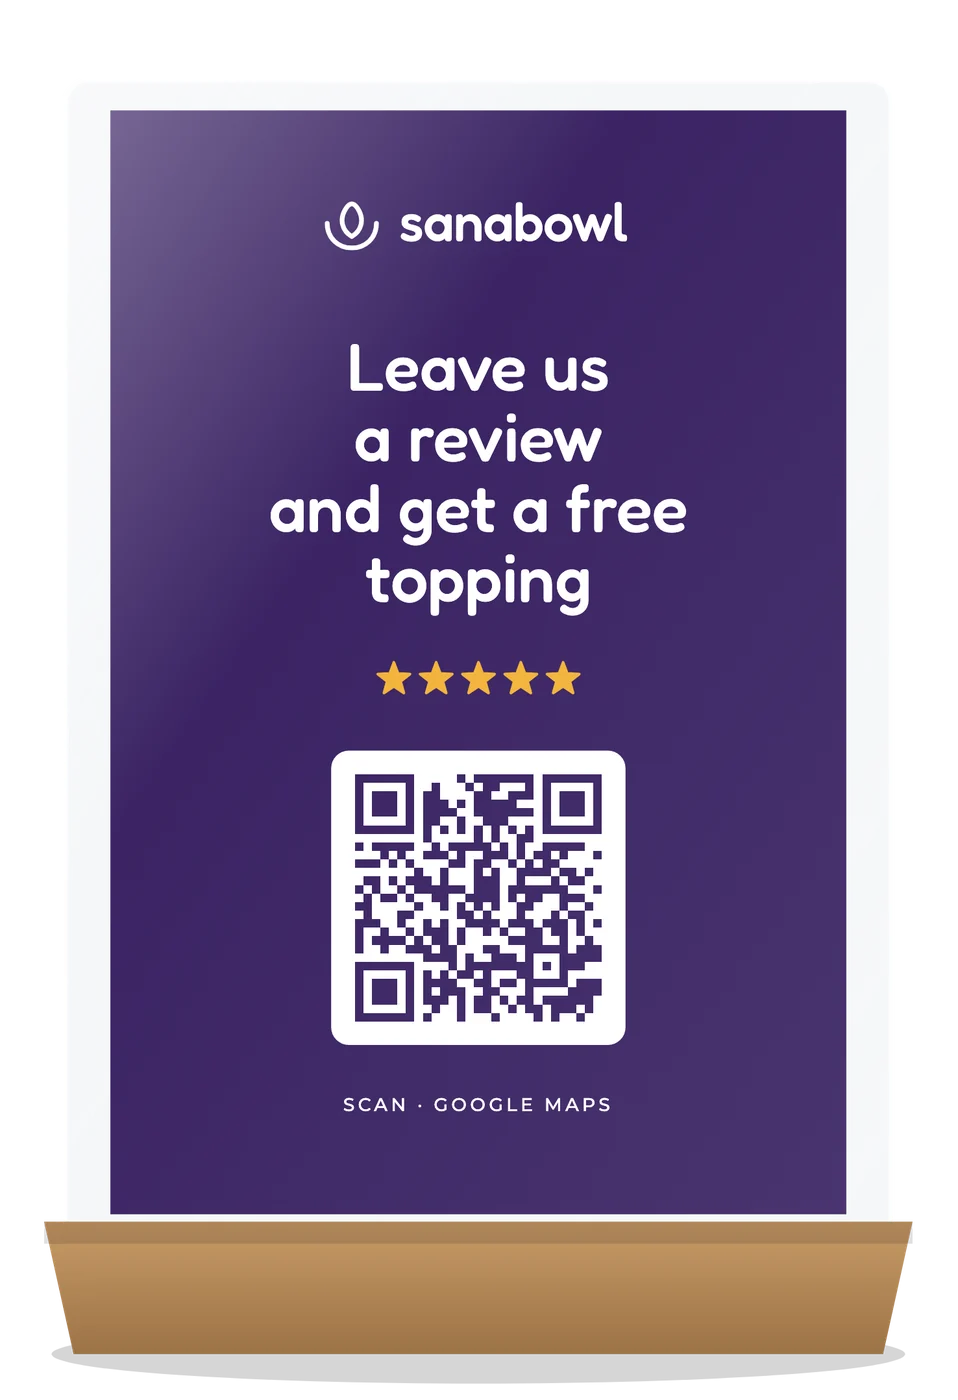 sanabowl
Leave us
a review
and get a free
topping
SCAN · GOOGLE MAPS